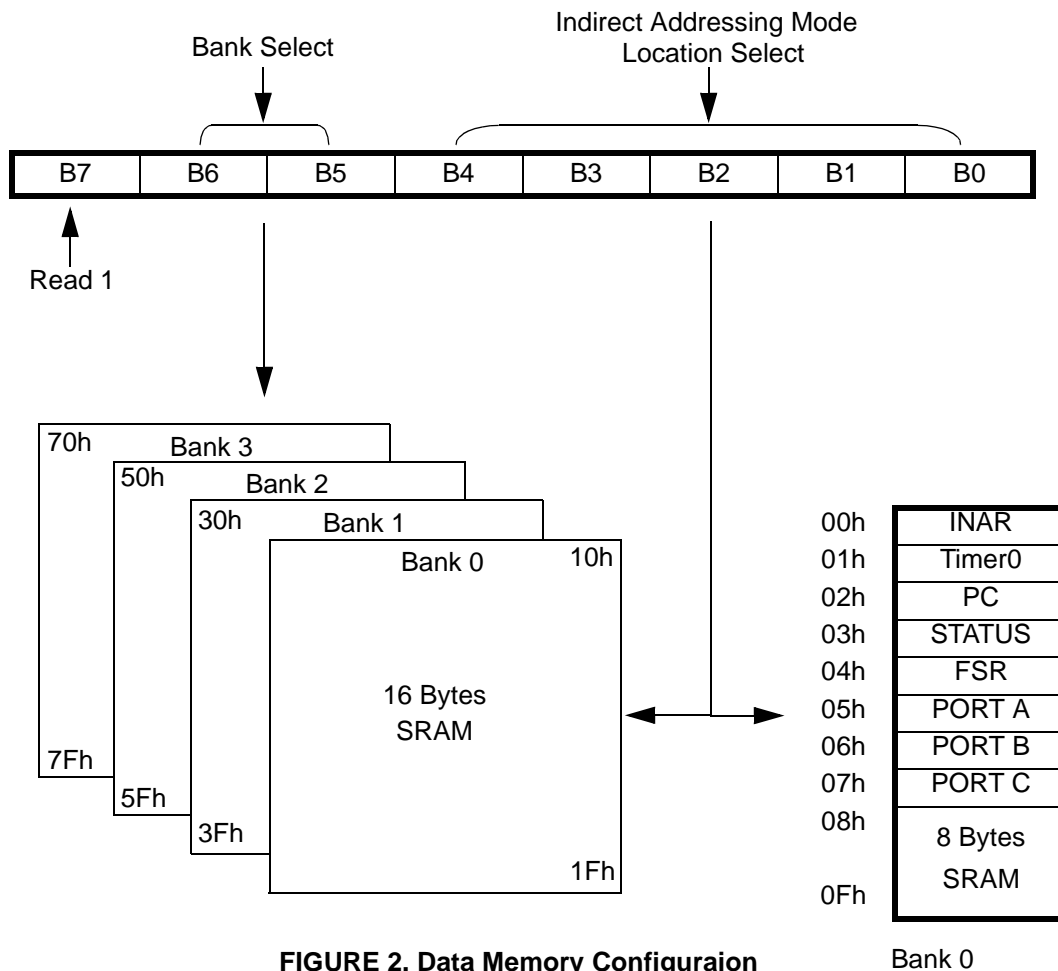 Indirect Addressing Mode
Location Select
Bank Select
B7 B6 B5 B4 B3 B2 B1 B0
Read 1
70h Bank 3
50h Bank 2
30h Bank 1
Bank 0 10h
16 Bytes
SRAM
7Fh
5Fh
3Fh
1Fh
00h INAR
01h Timer0
02h PC
03h STATUS
04h FSR
05h PORT A
06h PORT B
07h PORT C
08h
8 Bytes
SRAM
0Fh
Bank 0
FIGURE 2. Data Memory Configuraion